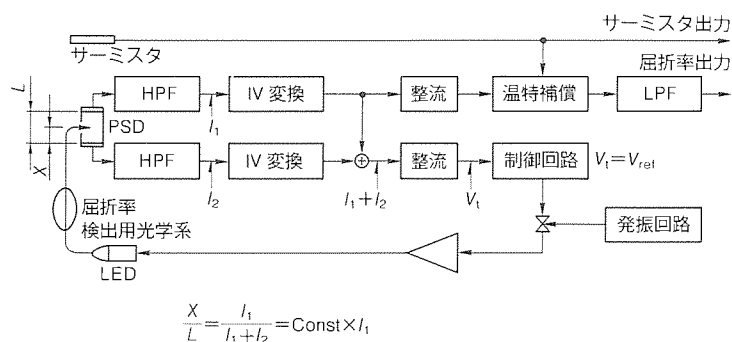 サーミスタ出力
サーミスタ
屈折率出力
L
X
PSD
HPF
I₁
IV 変換
整流
温特補償
LPF
HPF
I₂
IV 変換
I₁+I₂
整流
Vₜ
制御回路
Vₜ=Vref
屈折率
検出用光学系
発振回路
LED
X/L = I₁/(I₁+I₂) = Const×I₁